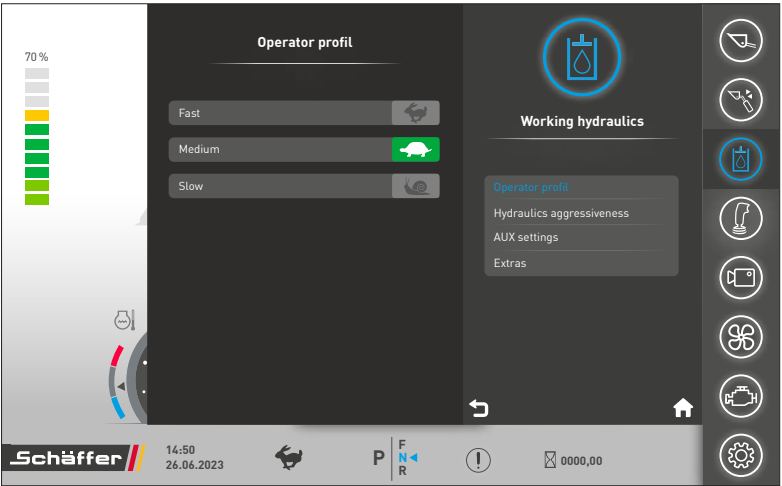 70 %
Operator profil
Fast
Medium
Slow
Working hydraulics
Operator profil
Hydraulics aggressiveness
AUX settings
Extras
Schäffer
14:50
26.06.2023
P
F
N
R
0000,00